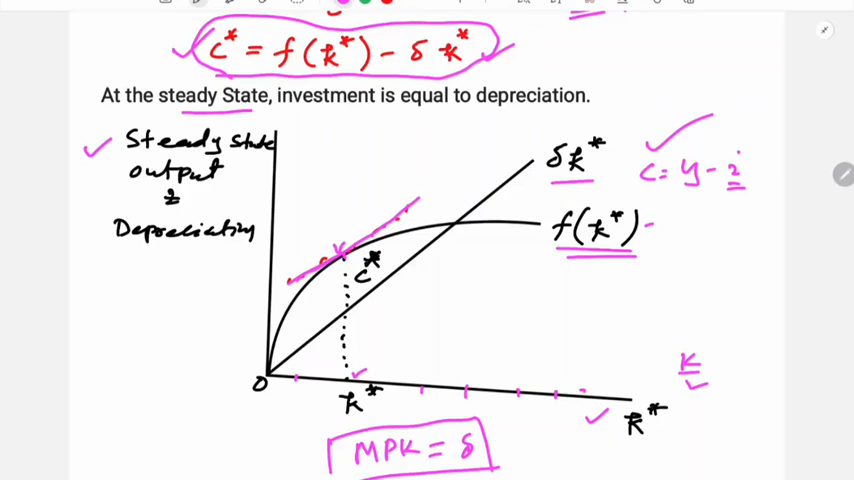 c* = f(k*) - δk*
At the steady State, investment is equal to depreciation.
Steady state
output
&
Depreciation
δk*
c = y - i
f(k*) -
c*
0
k*
k
k*
MPK = δ